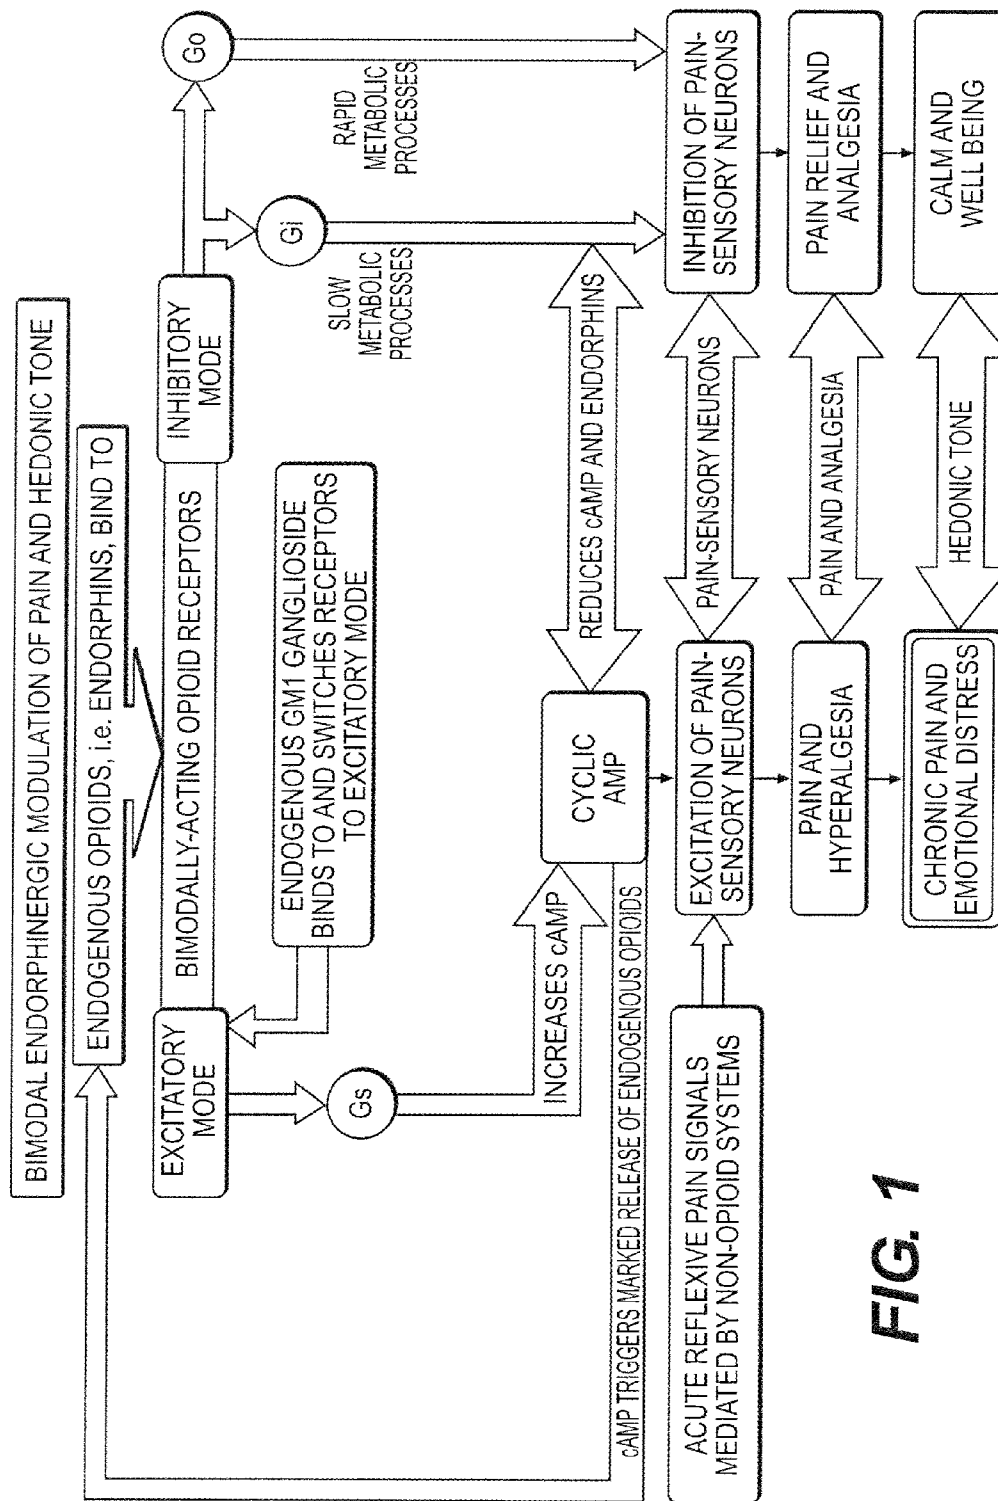 BIMODAL ENDORPHINERGIC MODULATION OF PAIN AND HEDONIC TONE
ENDOGENOUS OPIOIDS, i.e. ENDORPHINS, BIND TO
EXCITATORY
MODE
BIMODALLY-ACTING OPIOID RECEPTORS
INHIBITORY
MODE
Go
Gi
Gs
ENDOGENOUS GM1 GANGLIOSIDE
BINDS TO AND SWITCHES RECEPTORS
TO EXCITATORY MODE
SLOW
METABOLIC
PROCESSES
RAPID
METABOLIC
PROCESSES
INCREASES cAMP
CYCLIC
AMP
REDUCES cAMP AND ENDORPHINS
cAMP TRIGGERS MARKED RELEASE OF ENDOGENOUS OPIOIDS
ACUTE REFLEXIVE PAIN SIGNALS
MEDIATED BY NON-OPIOID SYSTEMS
EXCITATION OF PAIN-
SENSORY NEURONS
PAIN-SENSORY NEURONS
INHIBITION OF PAIN-
SENSORY NEURONS
PAIN AND
HYPERALGESIA
PAIN AND ANALGESIA
PAIN RELIEF AND
ANALGESIA
CHRONIC PAIN AND
EMOTIONAL DISTRESS
HEDONIC TONE
CALM AND
WELL BEING
FIG. 1